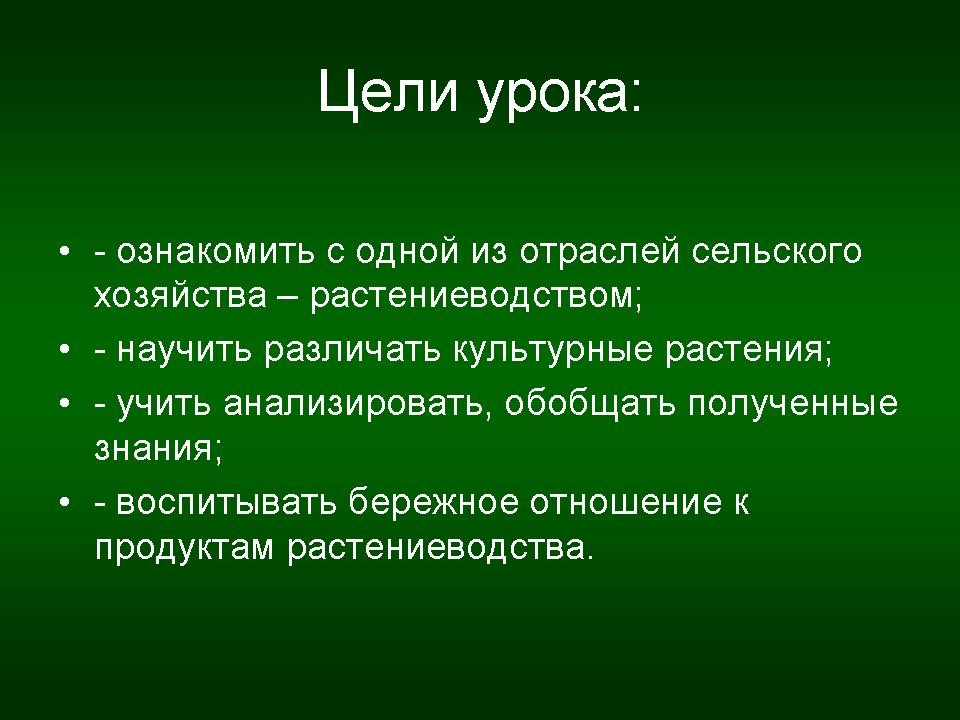 Цели урока:
• - ознакомить с одной из отраслей сельского
хозяйства – растениеводством;
• - научить различать культурные растения;
• - учить анализировать, обобщать полученные
знания;
• - воспитывать бережное отношение к
продуктам растениеводства.